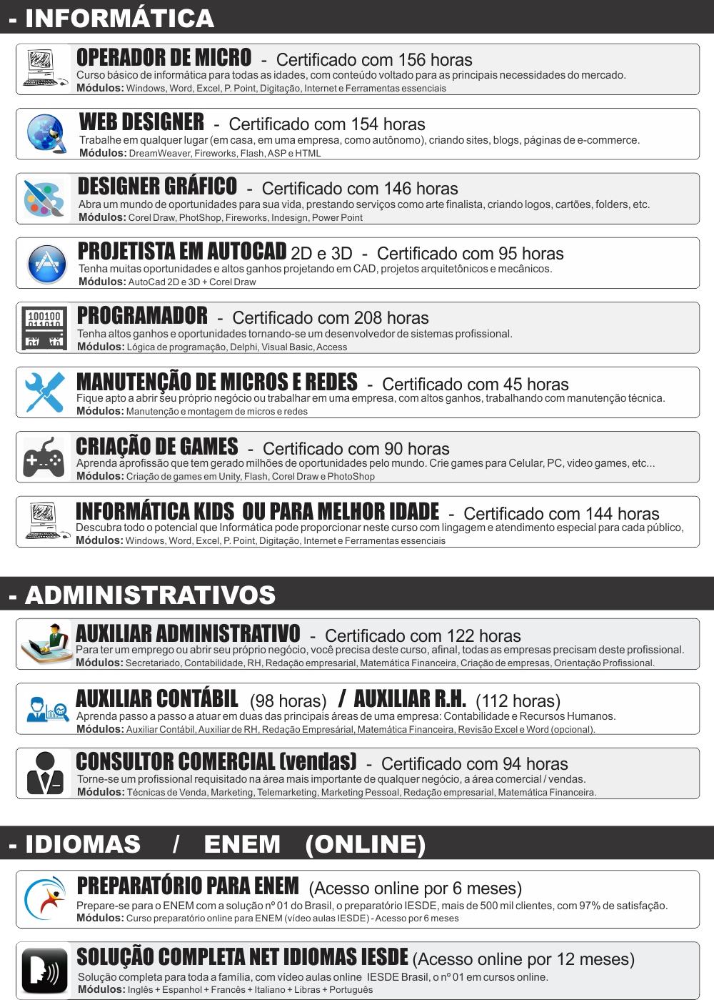 - INFORMÁTICA
OPERADOR DE MICRO - Certificado com 156 horas
Curso básico de informática para todas as idades, com conteúdo voltado para as principais necessidades do mercado.
Módulos: Windows, Word, Excel, P. Point, Digitação, Internet e Ferramentas essenciais
WEB DESIGNER - Certificado com 154 horas
Trabalhe em qualquer lugar (em casa, em uma empresa, como autônomo), criando sites, blogs, páginas de e-commerce.
Módulos: DreamWeaver, Fireworks, Flash, ASP e HTML
DESIGNER GRÁFICO - Certificado com 146 horas
Abra um mundo de oportunidades para sua vida, prestando serviços como arte finalista, criando logos, cartões, folders, etc.
Módulos: Corel Draw, PhotShop, Fireworks, Indesign, Power Point
PROJETISTA EM AUTOCAD 2D e 3D - Certificado com 95 horas
Tenha muitas oportunidades e altos ganhos projetando em CAD, projetos arquitetônicos e mecânicos.
Módulos: AutoCad 2D e 3D + Corel Draw
100100
011010
PROGRAMADOR - Certificado com 208 horas
Tenha altos ganhos e oportunidades tornando-se um desenvolvedor de sistemas profissional.
Módulos: Lógica de programação, Delphi, Visual Basic, Access
MANUTENÇÃO DE MICROS E REDES - Certificado com 45 horas
Fique apto a abrir seu próprio negócio ou trabalhar em uma empresa, com altos ganhos, trabalhando com manutenção técnica.
Módulos: Manutenção e montagem de micros e redes
CRIAÇÃO DE GAMES - Certificado com 90 horas
Aprenda aprofissão que tem gerado milhões de oportunidades pelo mundo. Crie games para Celular, PC, video games, etc...
Módulos: Criação de games em Unity, Flash, Corel Draw e PhotoShop
INFORMÁTICA KIDS OU PARA MELHOR IDADE - Certificado com 144 horas
Descubra todo o potencial que Informática pode proporcionar neste curso com lingagem e atendimento especial para cada público,
Módulos: Windows, Word, Excel, P. Point, Digitação, Internet e Ferramentas essenciais
- ADMINISTRATIVOS
AUXILIAR ADMINISTRATIVO - Certificado com 122 horas
Para ter um emprego ou abrir seu próprio negócio, você precisa deste curso, afinal, todas as empresas precisam deste profissional.
Módulos: Secretariado, Contabilidade, RH, Redação empresarial, Matemática Financeira, Criação de empresas, Orientação Profissional.
AUXILIAR CONTÁBIL (98 horas) / AUXILIAR R.H. (112 horas)
Aprenda passo a passo a atuar em duas das principais áreas de uma empresa: Contabilidade e Recursos Humanos.
Módulos: Auxiliar Contábil, Auxiliar de RH, Redação Empresárial, Matemática Financeira, Revisão Excel e Word (opcional).
CONSULTOR COMERCIAL (vendas) - Certificado com 94 horas
Torne-se um profissional requisitado na área mais importante de qualquer negócio, a área comercial / vendas.
Módulos: Técnicas de Venda, Marketing, Telemarketing, Marketing Pessoal, Redação empresarial, Matemática Financeira.
- IDIOMAS / ENEM (ONLINE)
PREPARATÓRIO PARA ENEM (Acesso online por 6 meses)
Prepare-se para o ENEM com a solução nº 01 do Brasil, o preparatório IESDE, mais de 500 mil clientes, com 97% de satisfação.
Módulos: Curso preparatório online para ENEM (vídeo aulas IESDE) - Acesso por 6 meses
SOLUÇÃO COMPLETA NET IDIOMAS IESDE (Acesso online por 12 meses)
Solução completa para toda a família, com vídeo aulas online IESDE Brasil, o nº 01 em cursos online.
Módulos: Inglês + Espanhol + Francês + Italiano + Libras + Português